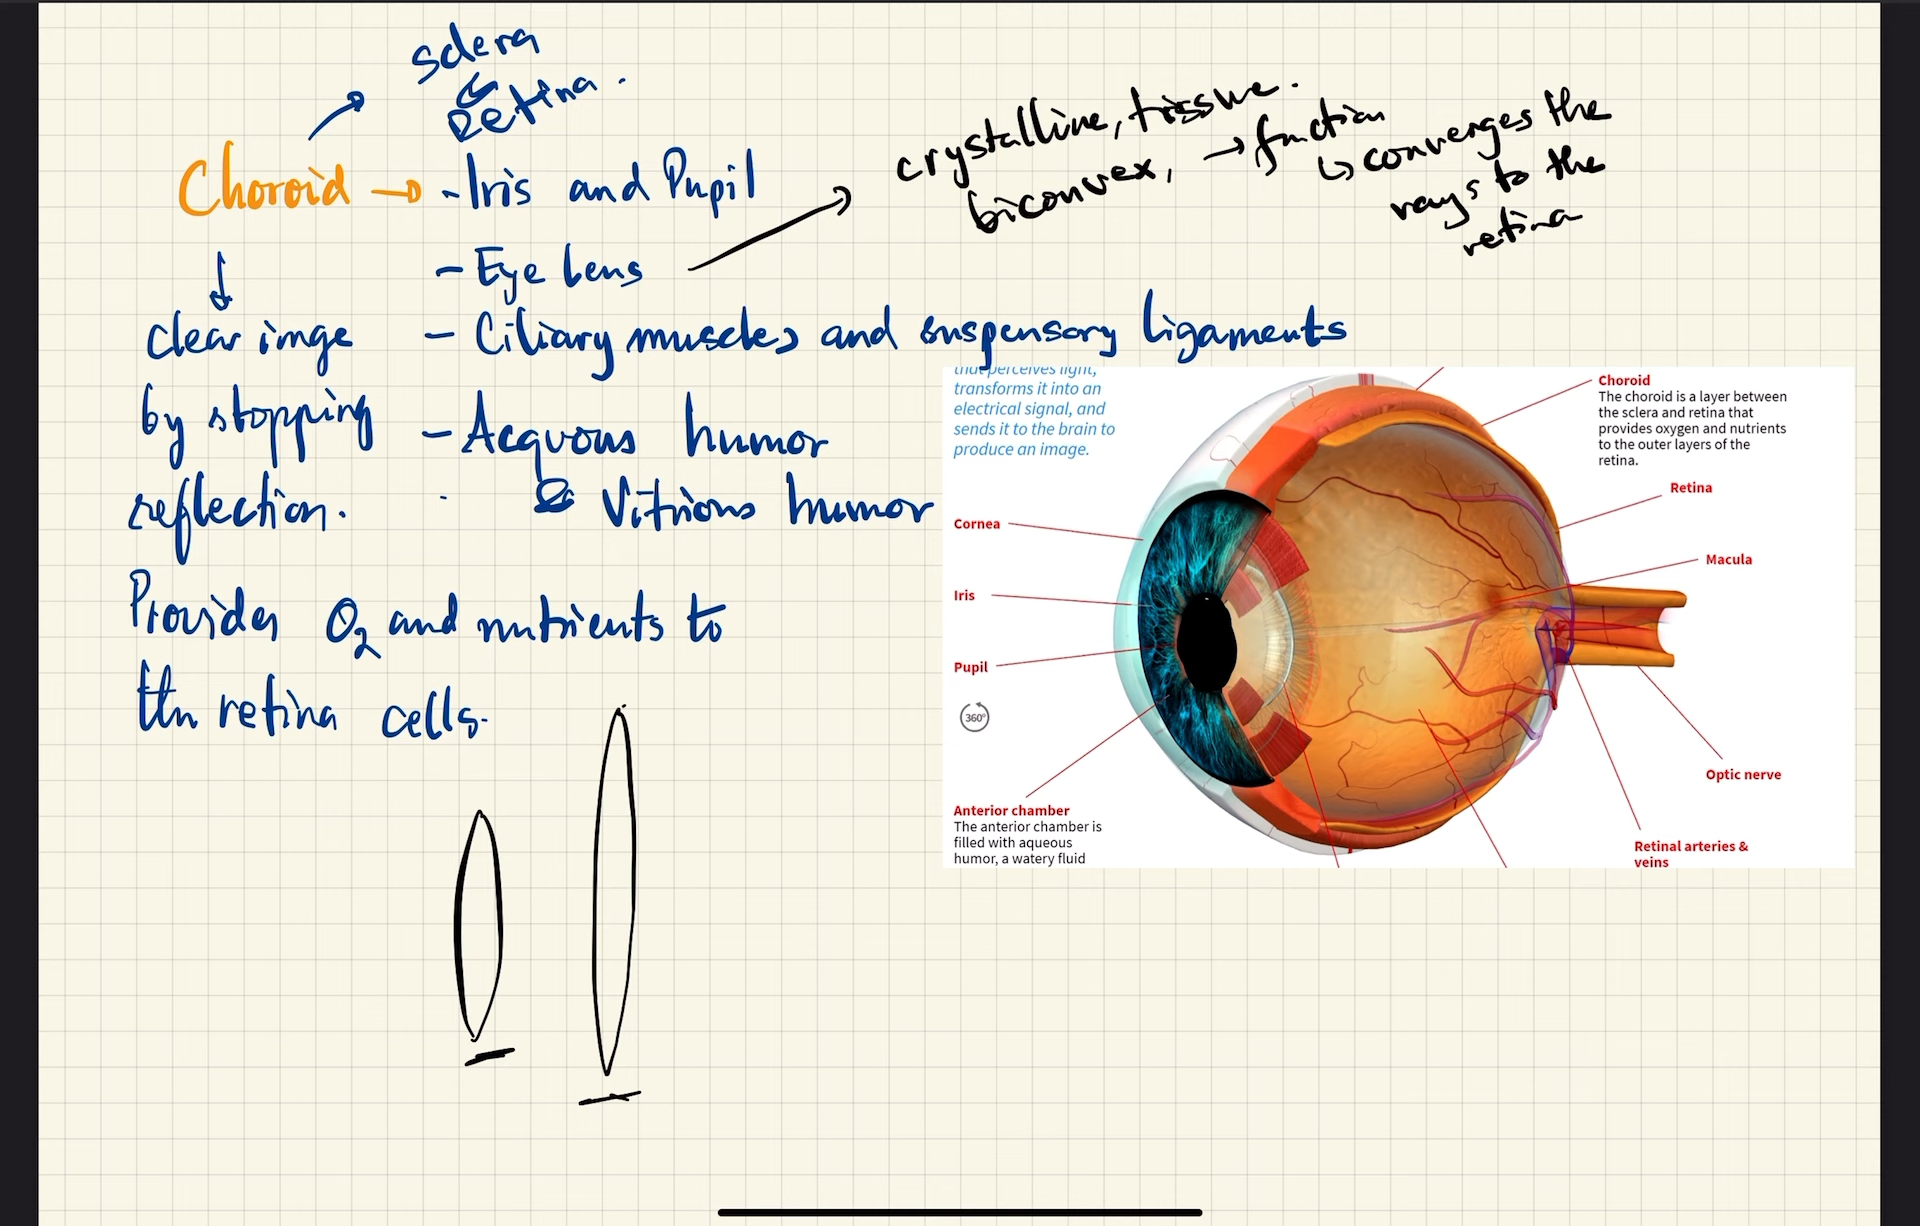 sclera
& Retina.
Choroid → - Iris and Pupil
- Eye lens
crystalline, tissue.
biconvex, → function
↳ converges the
rays to the
retina
- Ciliary muscles and suspensory ligaments
- Acquous humor
& Vitrious humor
↓
clear imge
by stopping
reflection.
Provides O₂ and nutrients to
the retina cells.
that perceives light,
transforms it into an
electrical signal, and
sends it to the brain to
produce an image.
Choroid
The choroid is a layer between
the sclera and retina that
provides oxygen and nutrients
to the outer layers of the
retina.
Retina
Macula
Cornea
Iris
Pupil
360°
Optic nerve
Anterior chamber
The anterior chamber is
filled with aqueous
humor, a watery fluid
Retinal arteries &
veins